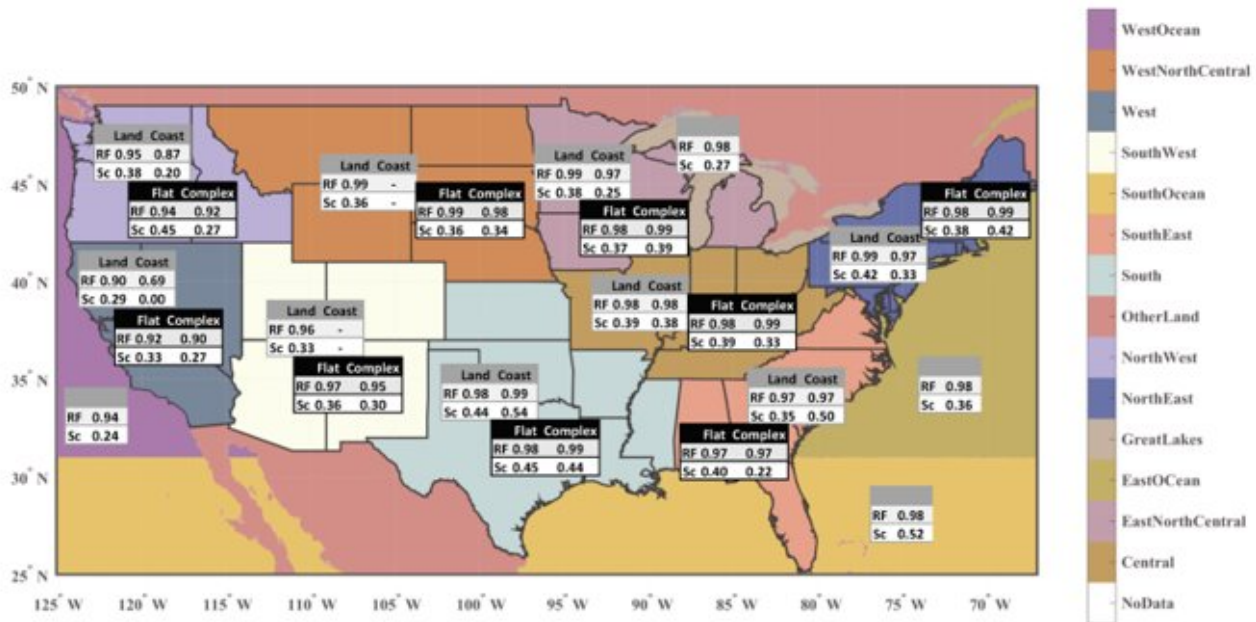 WestOcean
WestNorthCentral
West
SouthWest
SouthOcean
SouthEast
South
OtherLand
NorthWest
NorthEast
GreatLakes
EastOCean
EastNorthCentral
Central
NoData
50° N
45° N
40° N
35° N
30° N
25° N
125° W 120° W 115° W 110° W 105° W 100° W 95° W 90° W 85° W 80° W 75° W 70° W
Land Coast
RF 0.95 0.87
Sc 0.38 0.20
Flat Complex
RF 0.94 0.92
Sc 0.45 0.27
Land Coast
RF 0.99 -
Sc 0.36 -
Flat Complex
RF 0.99 0.98
Sc 0.36 0.34
Land Coast
RF 0.99 0.97
Sc 0.38 0.25
Flat Complex
RF 0.98 0.99
Sc 0.37 0.39
RF 0.98
Sc 0.27
Flat Complex
RF 0.98 0.99
Sc 0.38 0.42
Land Coast
RF 0.99 0.97
Sc 0.42 0.33
Land Coast
RF 0.90 0.69
Sc 0.29 0.00
Flat Complex
RF 0.92 0.90
Sc 0.33 0.27
Land Coast
RF 0.96 -
Sc 0.33 -
Flat Complex
RF 0.97 0.95
Sc 0.36 0.30
Land Coast
RF 0.98 0.98
Sc 0.39 0.38
Flat Complex
RF 0.98 0.99
Sc 0.39 0.33
Land Coast
RF 0.98 0.99
Sc 0.44 0.54
Flat Complex
RF 0.98 0.99
Sc 0.45 0.44
Land Coast
RF 0.97 0.97
Sc 0.35 0.50
Flat Complex
RF 0.97 0.97
Sc 0.40 0.22
RF 0.98
Sc 0.36
RF 0.94
Sc 0.24
RF 0.98
Sc 0.52